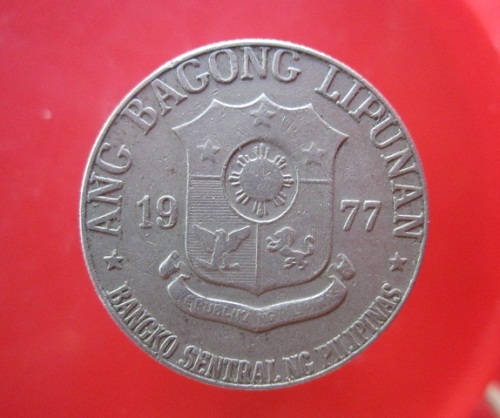 ANG BAGONG LIPUNAN
19 77
BANGKO SENTRAL NG PILIPINAS